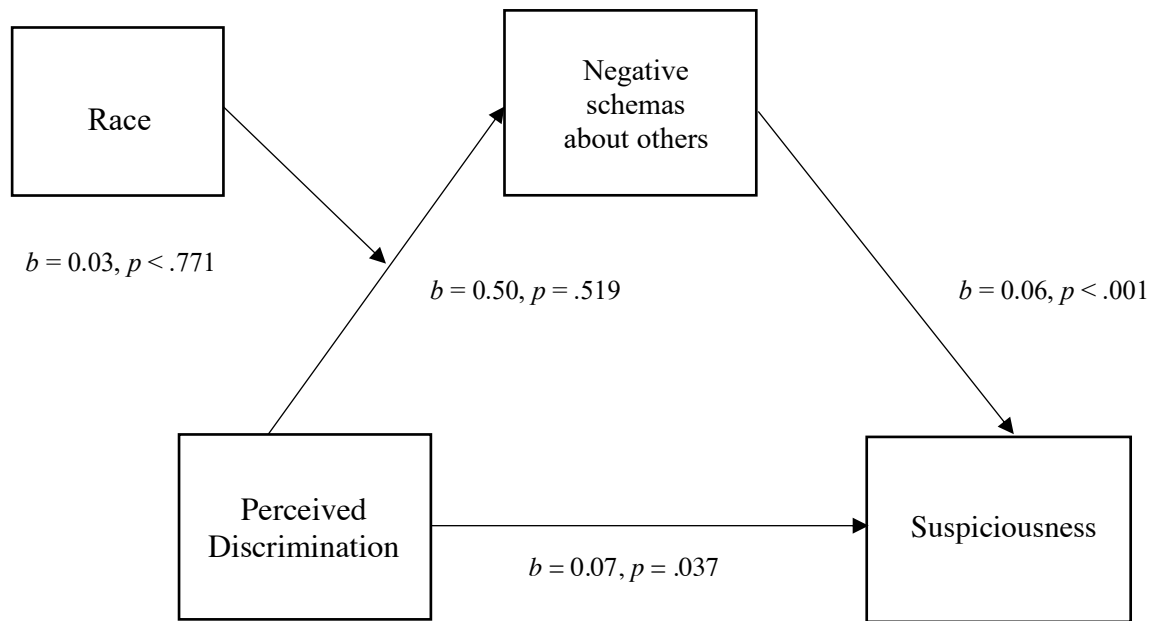 Race
Negative
schemas
about others
b = 0.03, p < .771
b = 0.50, p = .519
b = 0.06, p < .001
Perceived
Discrimination
Suspiciousness
b = 0.07, p = .037